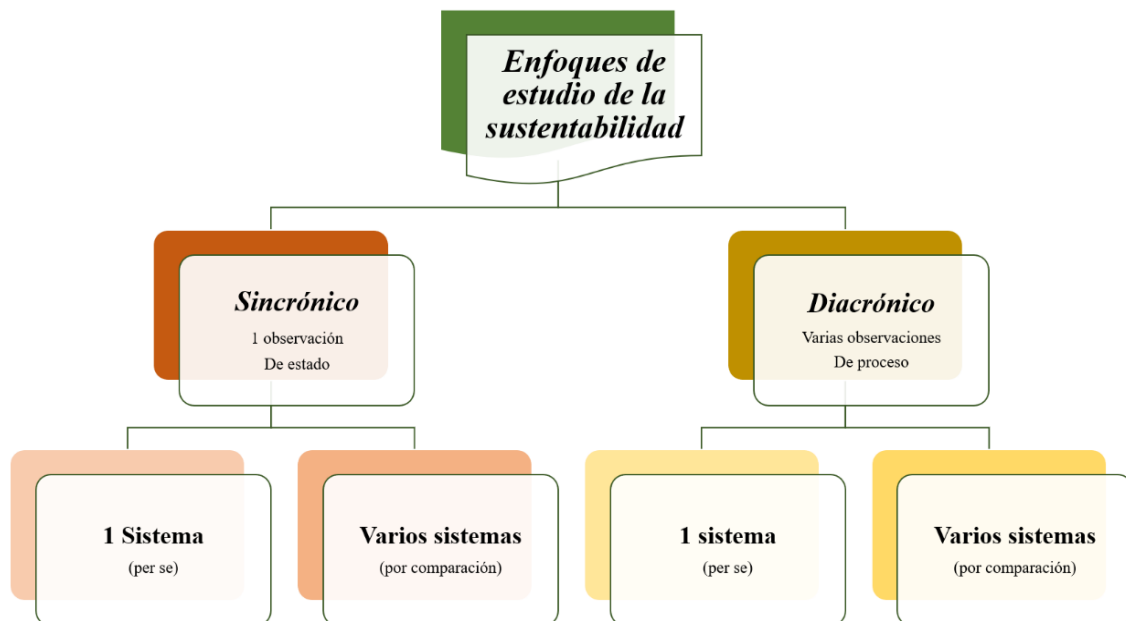 Enfoques de
estudio de la
sustentabilidad
Sincrónico
1 observación
De estado
Diacrónico
Varias observaciones
De proceso
1 Sistema
(per se)
Varios sistemas
(por comparación)
1 sistema
(per se)
Varios sistemas
(por comparación)